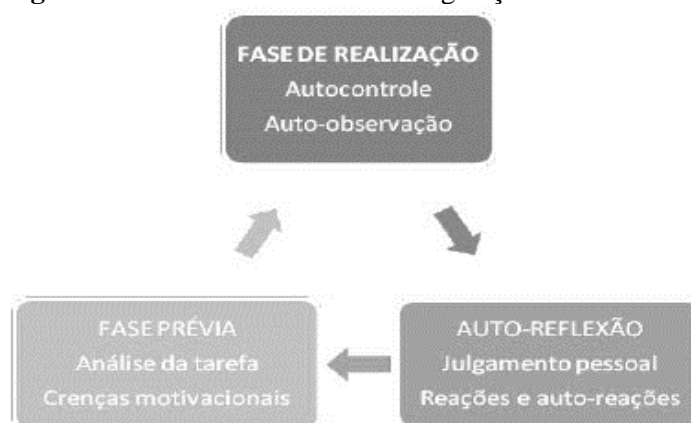 FASE DE REALIZAÇÃO
Autocontrole
Auto-observação
FASE PRÉVIA
Análise da tarefa
Crenças motivacionais
AUTO-REFLEXÃO
Julgamento pessoal
Reações e auto-reações